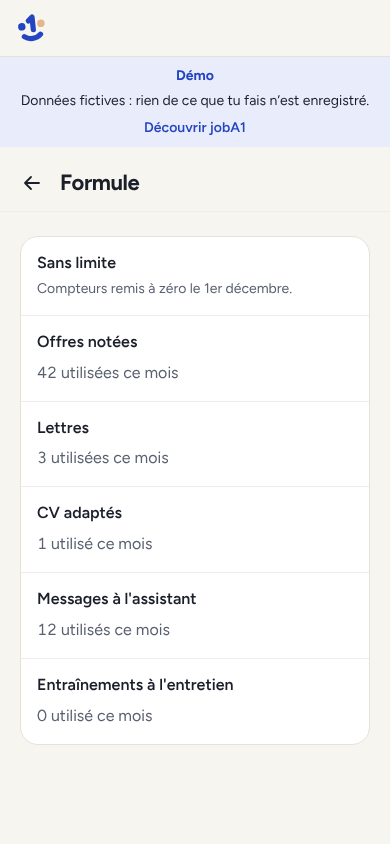 Démo
Données fictives : rien de ce que tu fais n'est enregistré.
Découvrir jobA1
Formule
Sans limite
Compteurs remis à zéro le 1er décembre.
Offres notées
42 utilisées ce mois
Lettres
3 utilisées ce mois
CV adaptés
1 utilisé ce mois
Messages à l'assistant
12 utilisés ce mois
Entraînements à l'entretien
0 utilisé ce mois